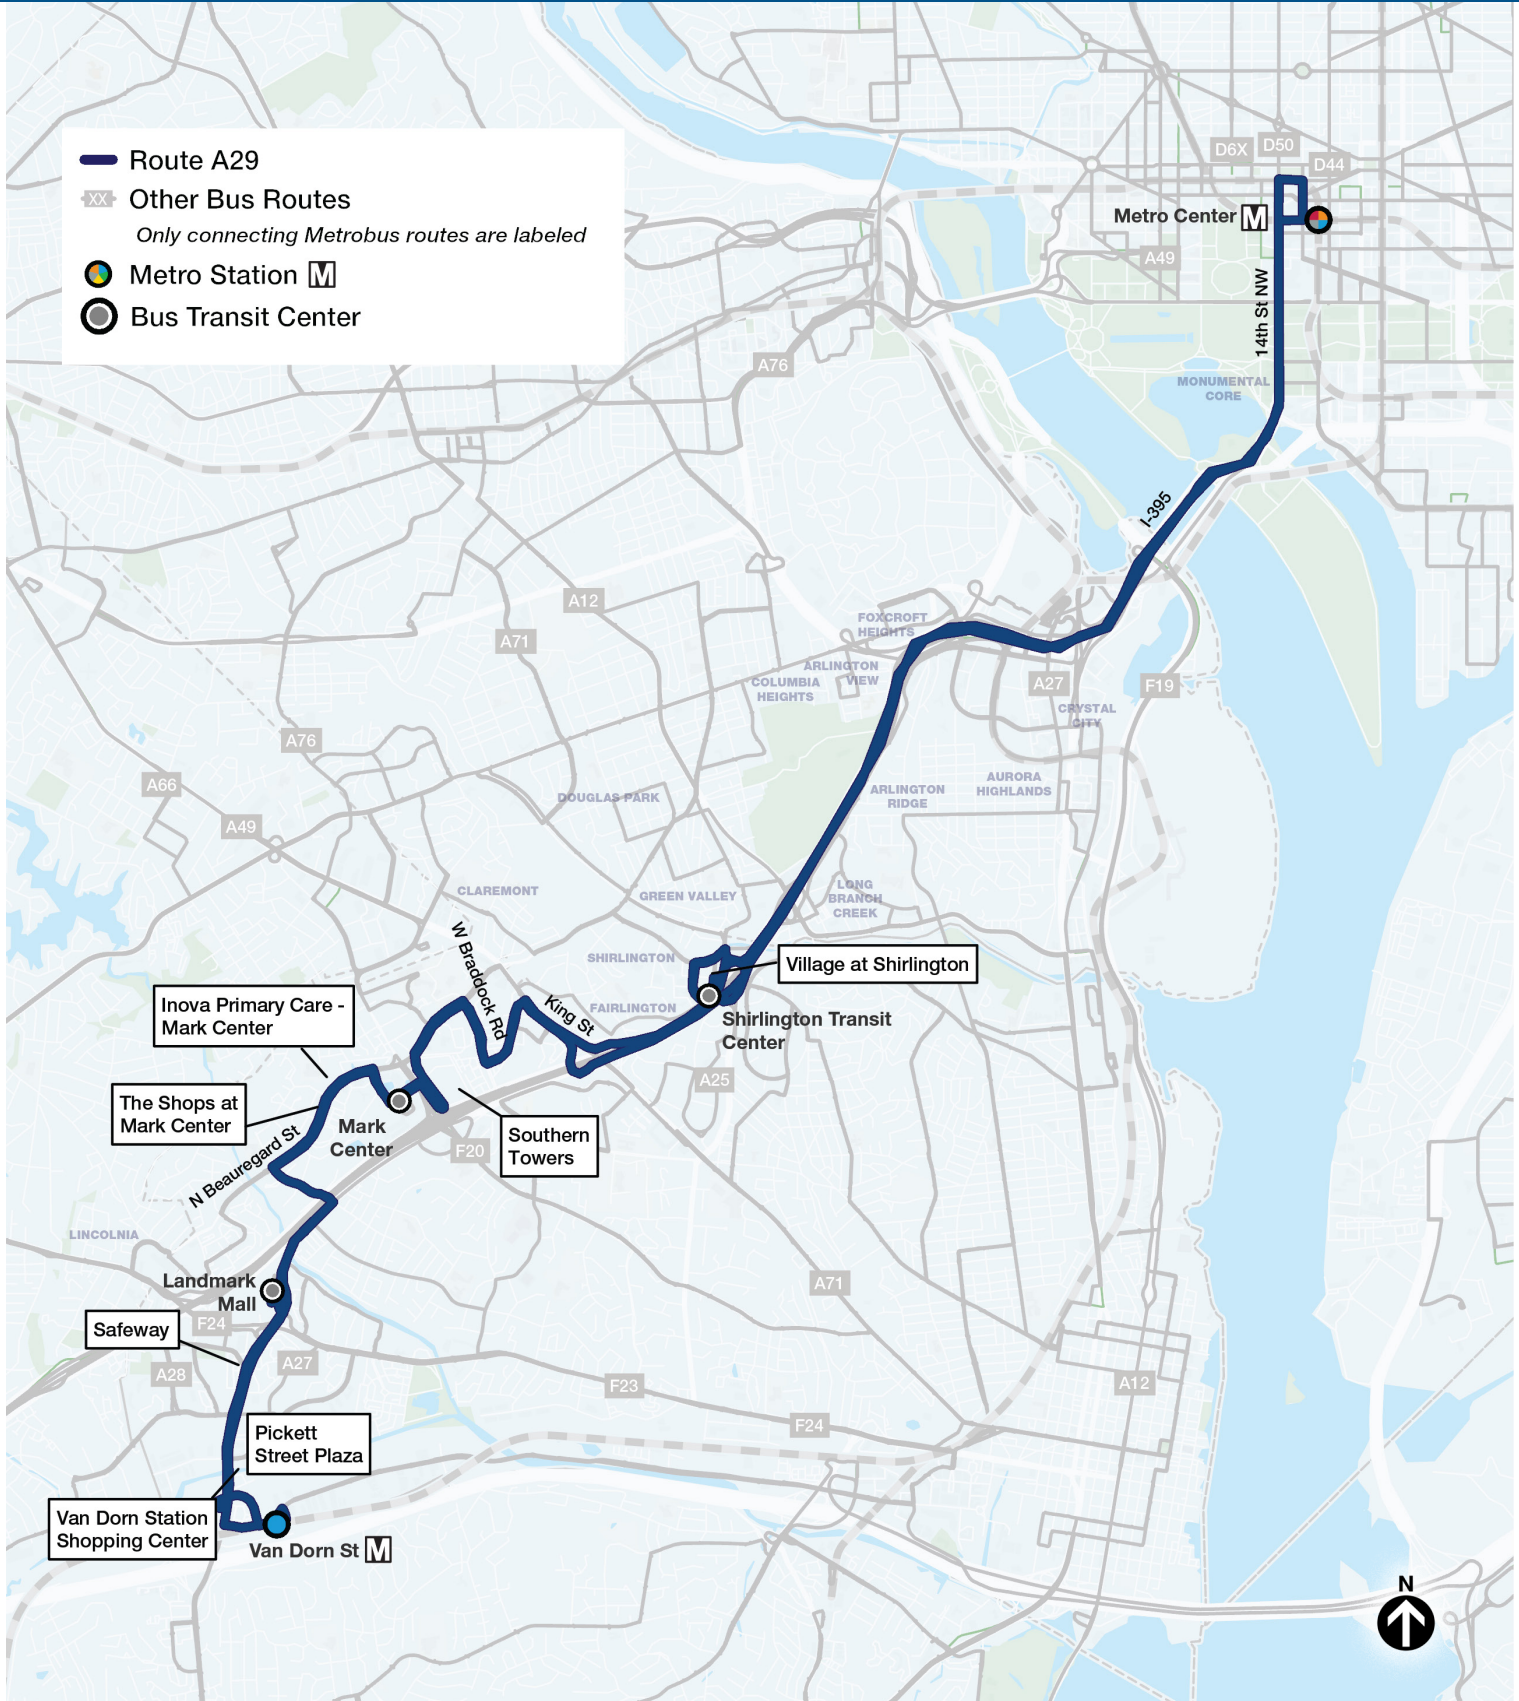 Route A29
XX Other Bus Routes
Only connecting Metrobus routes are labeled
Metro Station M
Bus Transit Center
D6X
D50
D44
Metro Center M
A49
14th St NW
A76
MONUMENTAL
CORE
I-395
A12
A71
FOXCROFT
HEIGHTS
ARLINGTON
VIEW
COLUMBIA
HEIGHTS
A27
F19
CRYSTAL
CITY
A76
A66
A49
DOUGLAS PARK
AURORA
HIGHLANDS
ARLINGTON
RIDGE
CLAREMONT
GREEN VALLEY
LONG
BRANCH
CREEK
W Braddock Rd
SHIRLINGTON
Village at Shirlington
Inova Primary Care -
Mark Center
King St
FAIRLINGTON
Shirlington Transit
Center
The Shops at
Mark Center
A25
Mark
Center
F20
Southern
Towers
N Beauregard St
LINCOLNIA
Landmark
Mall
A71
Safeway
F24
A27
A28
F23
A12
F24
Pickett
Street Plaza
Van Dorn Station
Shopping Center
Van Dorn St M
N